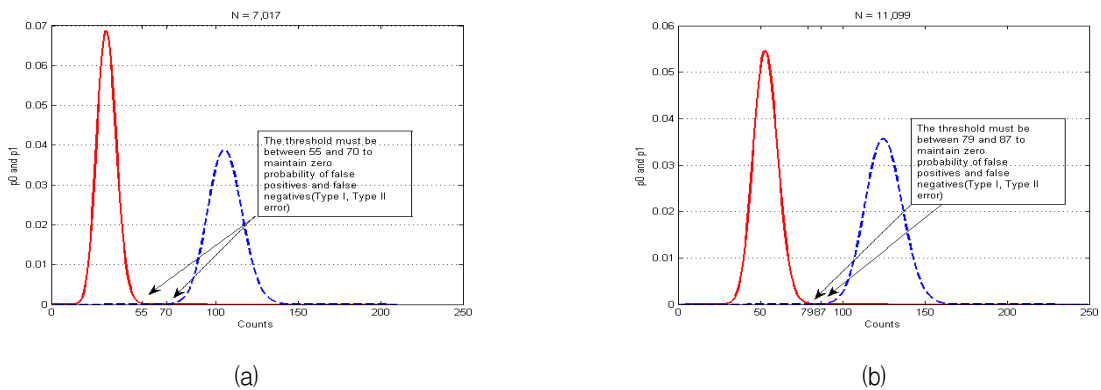 N = 7,017
0.07
0.06
0.05
0.04
0.03
0.02
0.01
0
p0 and p1
The threshold must be
between 55 and 70 to
maintain zero
probability of false
positives and false
negatives(Type I, Type II
error)
0
55
70
100
150
200
250
Counts
(a)
N = 11,099
0.06
0.05
0.04
0.03
0.02
0.01
0
p0 and p1
The threshold must be
between 79 and 87 to
maintain zero
probability of false
positives and false
negatives(Type I, Type II
error)
0
50
7987
100
150
200
250
Counts
(b)